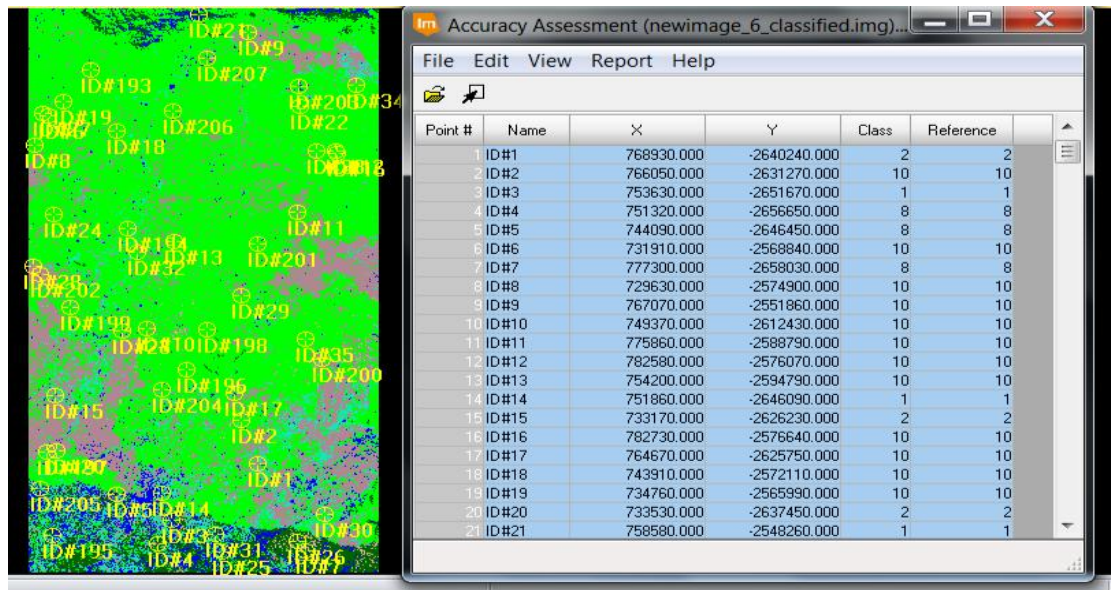 ID#21
ID#9
ID#207
ID#193
ID#34
ID#19
ID#206
ID#22
ID#18
ID#8
ID#11
ID#24
ID#194
ID#13
ID#201
ID#32
ID#28
ID#202
ID#29
ID#199
ID#198
ID#35
ID#200
ID#196
ID#204
ID#17
ID#15
ID#2
ID#1
ID#205
ID#5
ID#14
ID#30
ID#3
ID#195
ID#31
ID#4
ID#26
ID#25
ID#7
Im Accuracy Assessment (newimage_6_classified.img)...
File Edit View Report Help
Point # Name X Y Class Reference
1 ID#1 768930.000 -2640240.000 2 2
2 ID#2 766050.000 -2631270.000 10 10
3 ID#3 753630.000 -2651670.000 1 1
4 ID#4 751320.000 -2656650.000 8 8
5 ID#5 744090.000 -2646450.000 8 8
6 ID#6 731910.000 -2568840.000 10 10
7 ID#7 777300.000 -2658030.000 8 8
8 ID#8 729630.000 -2574900.000 10 10
9 ID#9 767070.000 -2551860.000 10 10
10 ID#10 749370.000 -2612430.000 10 10
11 ID#11 775860.000 -2588790.000 10 10
12 ID#12 782580.000 -2576070.000 10 10
13 ID#13 754200.000 -2594790.000 10 10
14 ID#14 751860.000 -2646090.000 1 1
15 ID#15 733170.000 -2626230.000 2 2
16 ID#16 782730.000 -2576640.000 10 10
17 ID#17 764670.000 -2625750.000 10 10
18 ID#18 743910.000 -2572110.000 10 10
19 ID#19 734760.000 -2565990.000 10 10
20 ID#20 733530.000 -2637450.000 2 2
21 ID#21 758580.000 -2548260.000 1 1